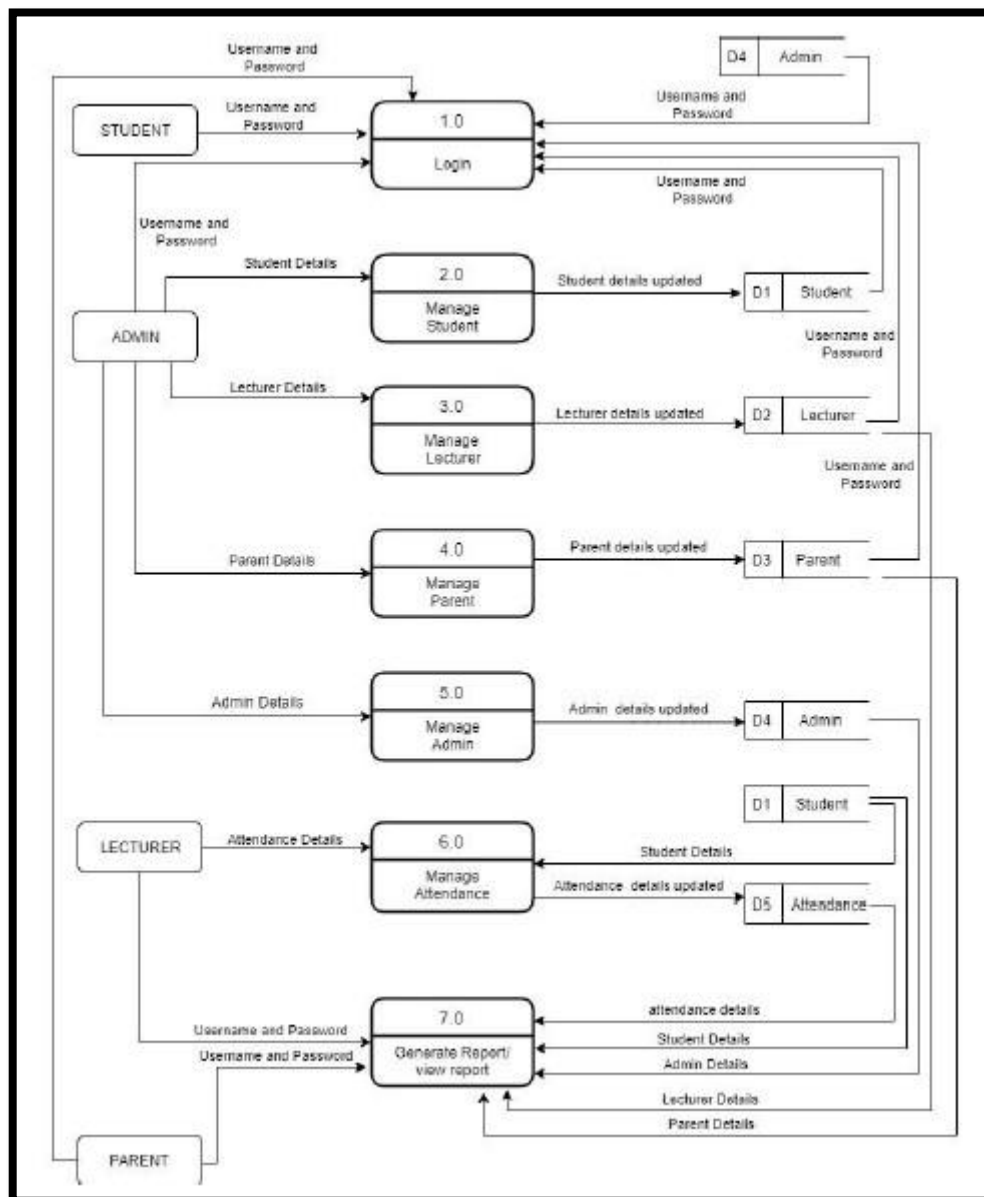 Username and
Password
D4 Admin
STUDENT
Username and
Password
1.0
Login
Username and
Password
Username and
Password
Username and
Password
Student Details
2.0
Manage
Student
Student details updated
D1 Student
ADMIN
Username and
Password
Lecturer Details
3.0
Manage
Lecturer
Lecturer details updated
D2 Lecturer
Username and
Password
Parent Details
4.0
Manage
Parent
Parent details updated
D3 Parent
Admin Details
5.0
Manage
Admin
Admin details updated
D4 Admin
D1 Student
LECTURER
Attendance Details
6.0
Manage
Attendance
Student Details
Attendance details updated
D5 Attendance
Username and Password
Username and Password
7.0
Generate Report/
view report
attendance details
Student Details
Admin Details
Lecturer Details
Parent Details
PARENT